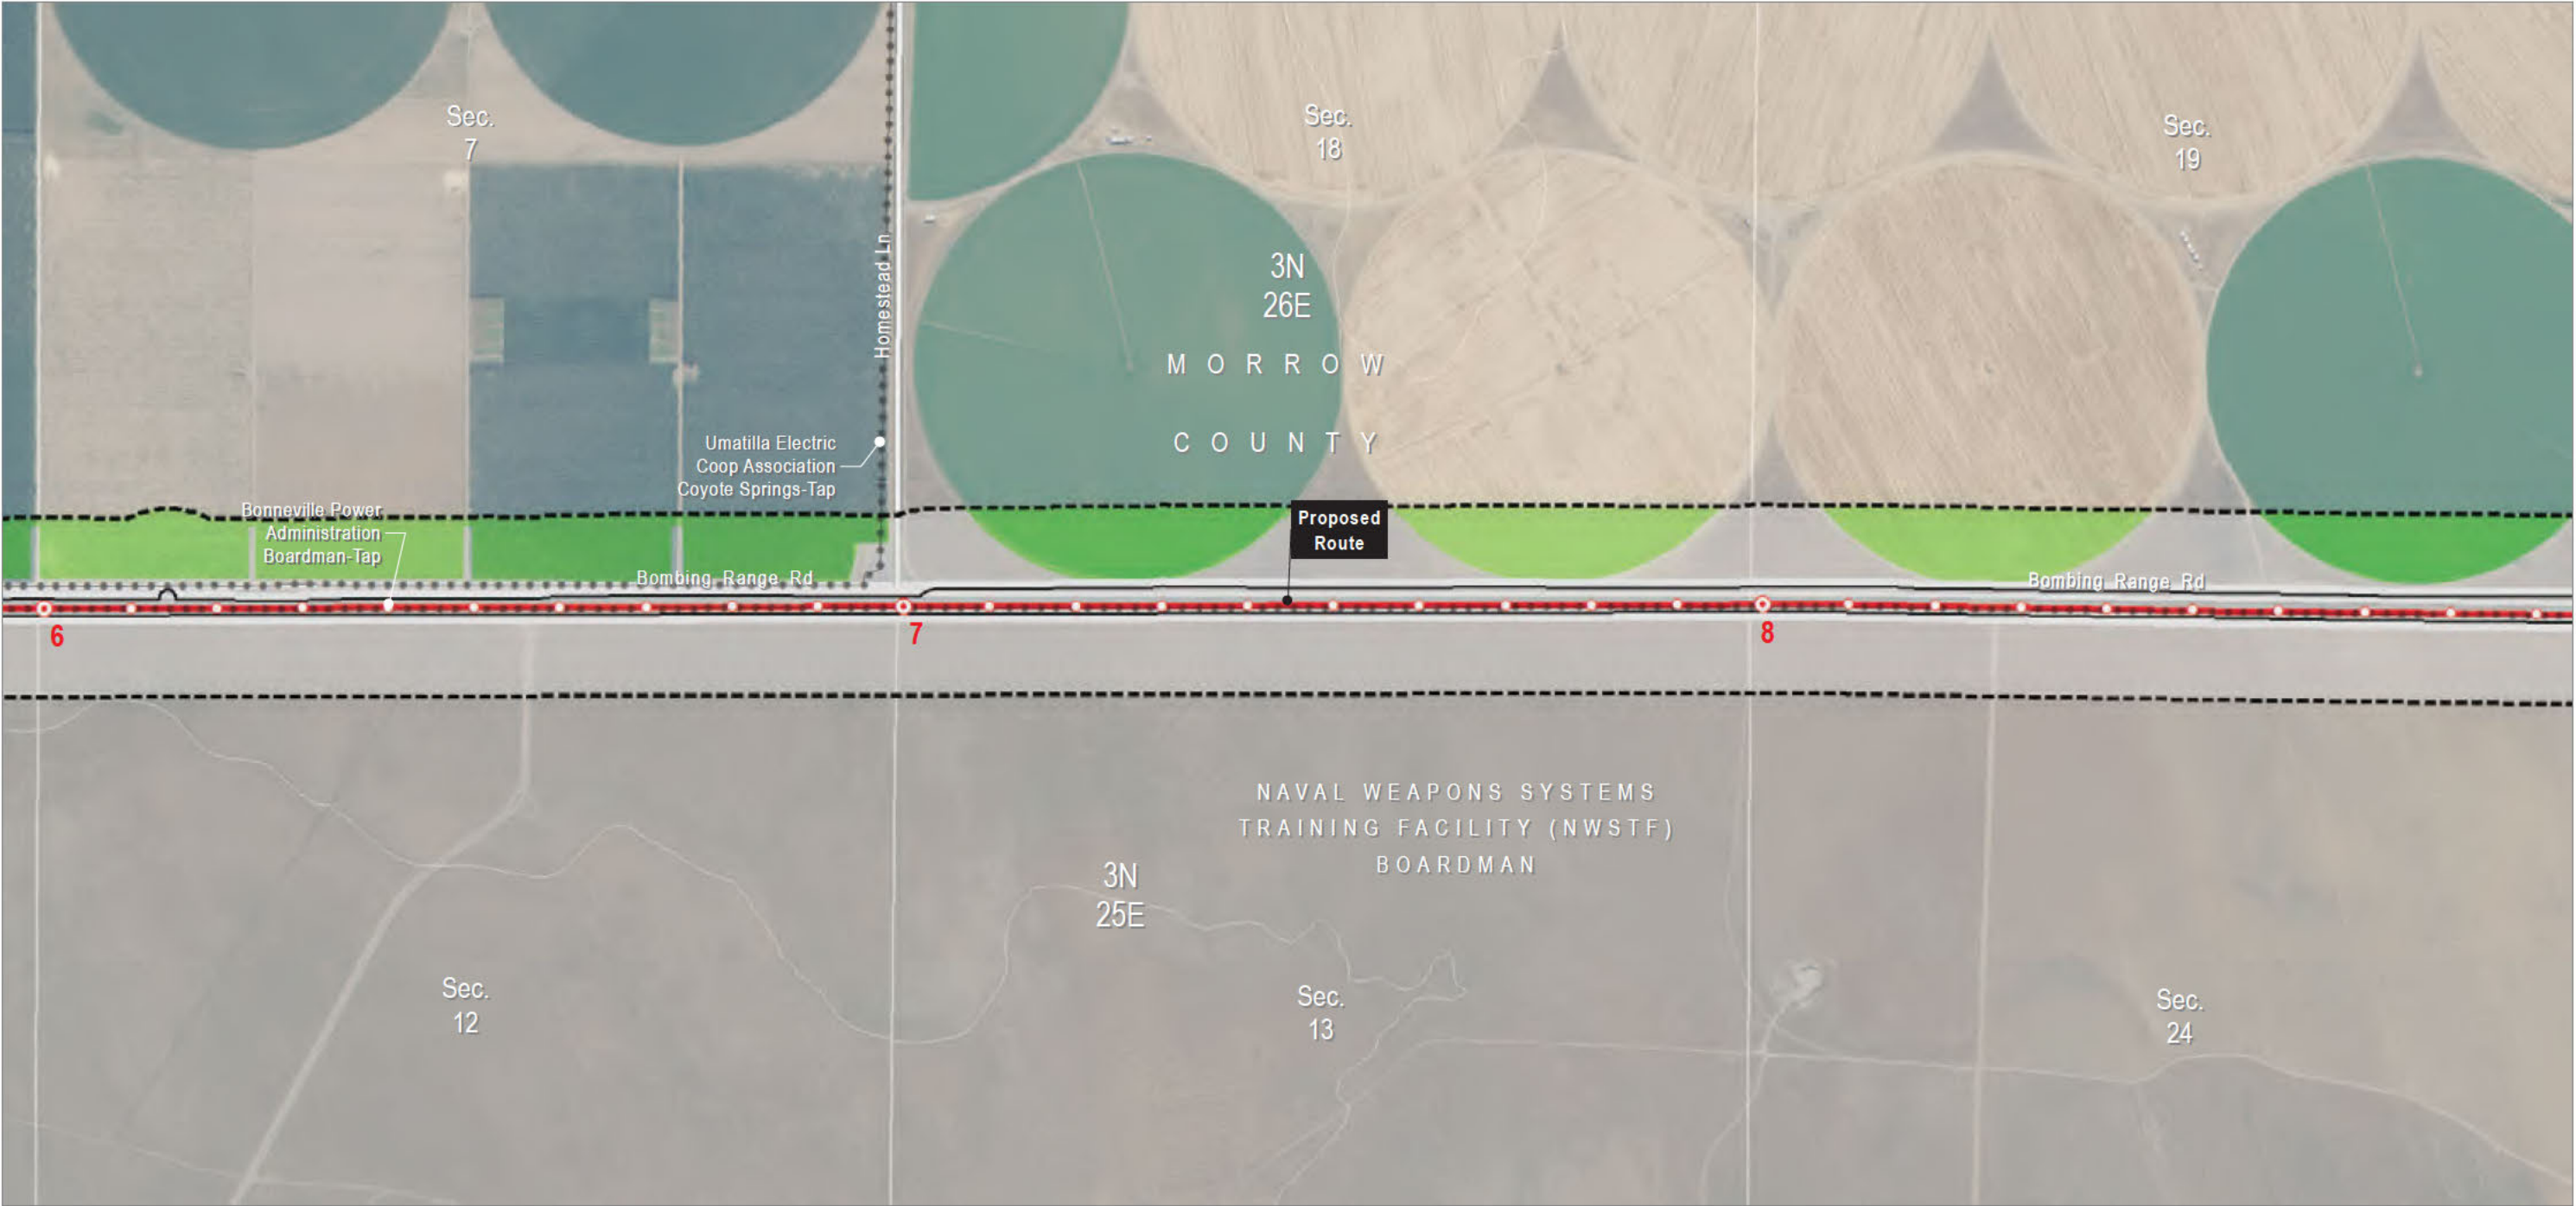 Sec.
7
Sec.
18
Sec.
19
Homestead Ln
3N
26E
MORROW
COUNTY
Umatilla Electric
Coop Association
Coyote Springs-Tap
Bonneville Power
Administration
Boardman-Tap
Proposed
Route
Bombing Range Rd
Bombing Range Rd
6
7
8
NAVAL WEAPONS SYSTEMS
TRAINING FACILITY (NWSTF)
BOARDMAN
3N
25E
Sec.
12
Sec.
13
Sec.
24